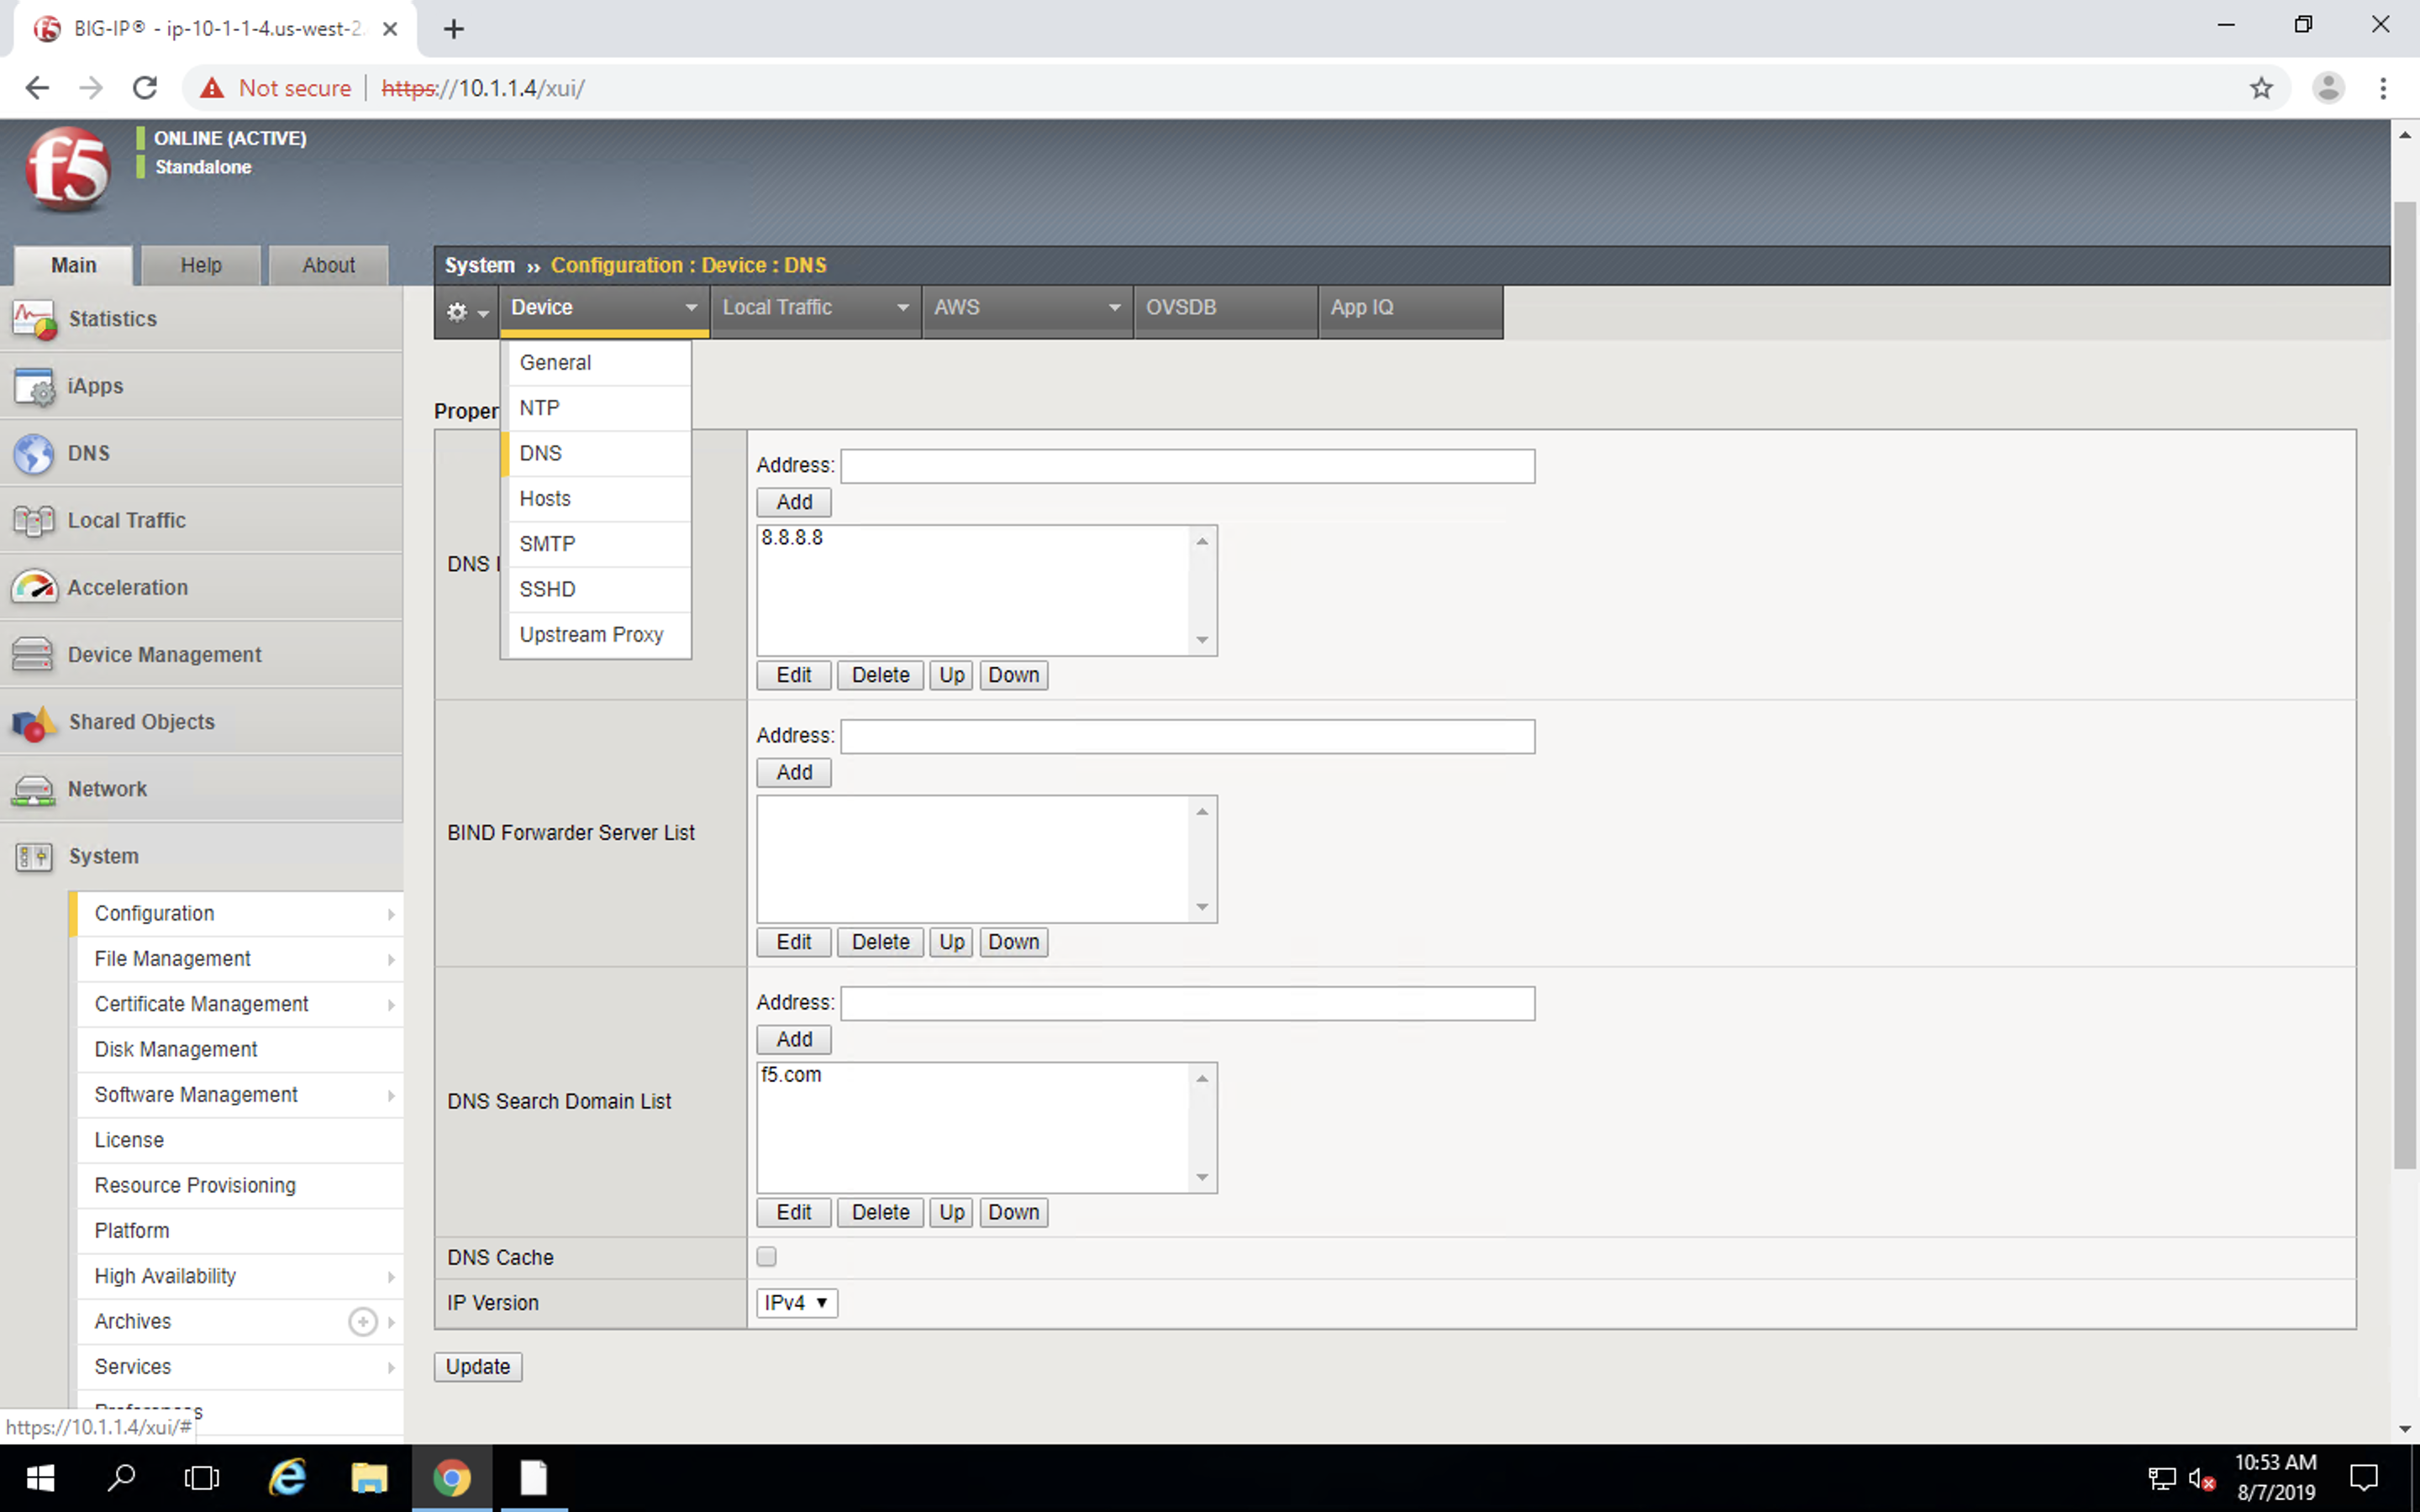 BIG-IP® - ip-10-1-1-4.us-west-2.
Not secure | https://10.1.1.4/xui/
f5
ONLINE (ACTIVE)
Standalone
Main
Help
About
System ›› Configuration : Device : DNS
Device
Local Traffic
AWS
OVSDB
App IQ
Statistics
iApps
DNS
Local Traffic
Acceleration
Device Management
Shared Objects
Network
System
Configuration
File Management
Certificate Management
Disk Management
Software Management
License
Resource Provisioning
Platform
High Availability
Archives
Services
Preferences
https://10.1.1.4/xui/#
General
NTP
DNS
Hosts
SMTP
SSHD
Upstream Proxy
Proper
DNS
Address:
Add
8.8.8.8
Edit Delete Up Down
BIND Forwarder Server List
Address:
Add
Edit Delete Up Down
DNS Search Domain List
Address:
Add
f5.com
Edit Delete Up Down
DNS Cache
IP Version
IPv4
Update
10:53 AM
8/7/2019